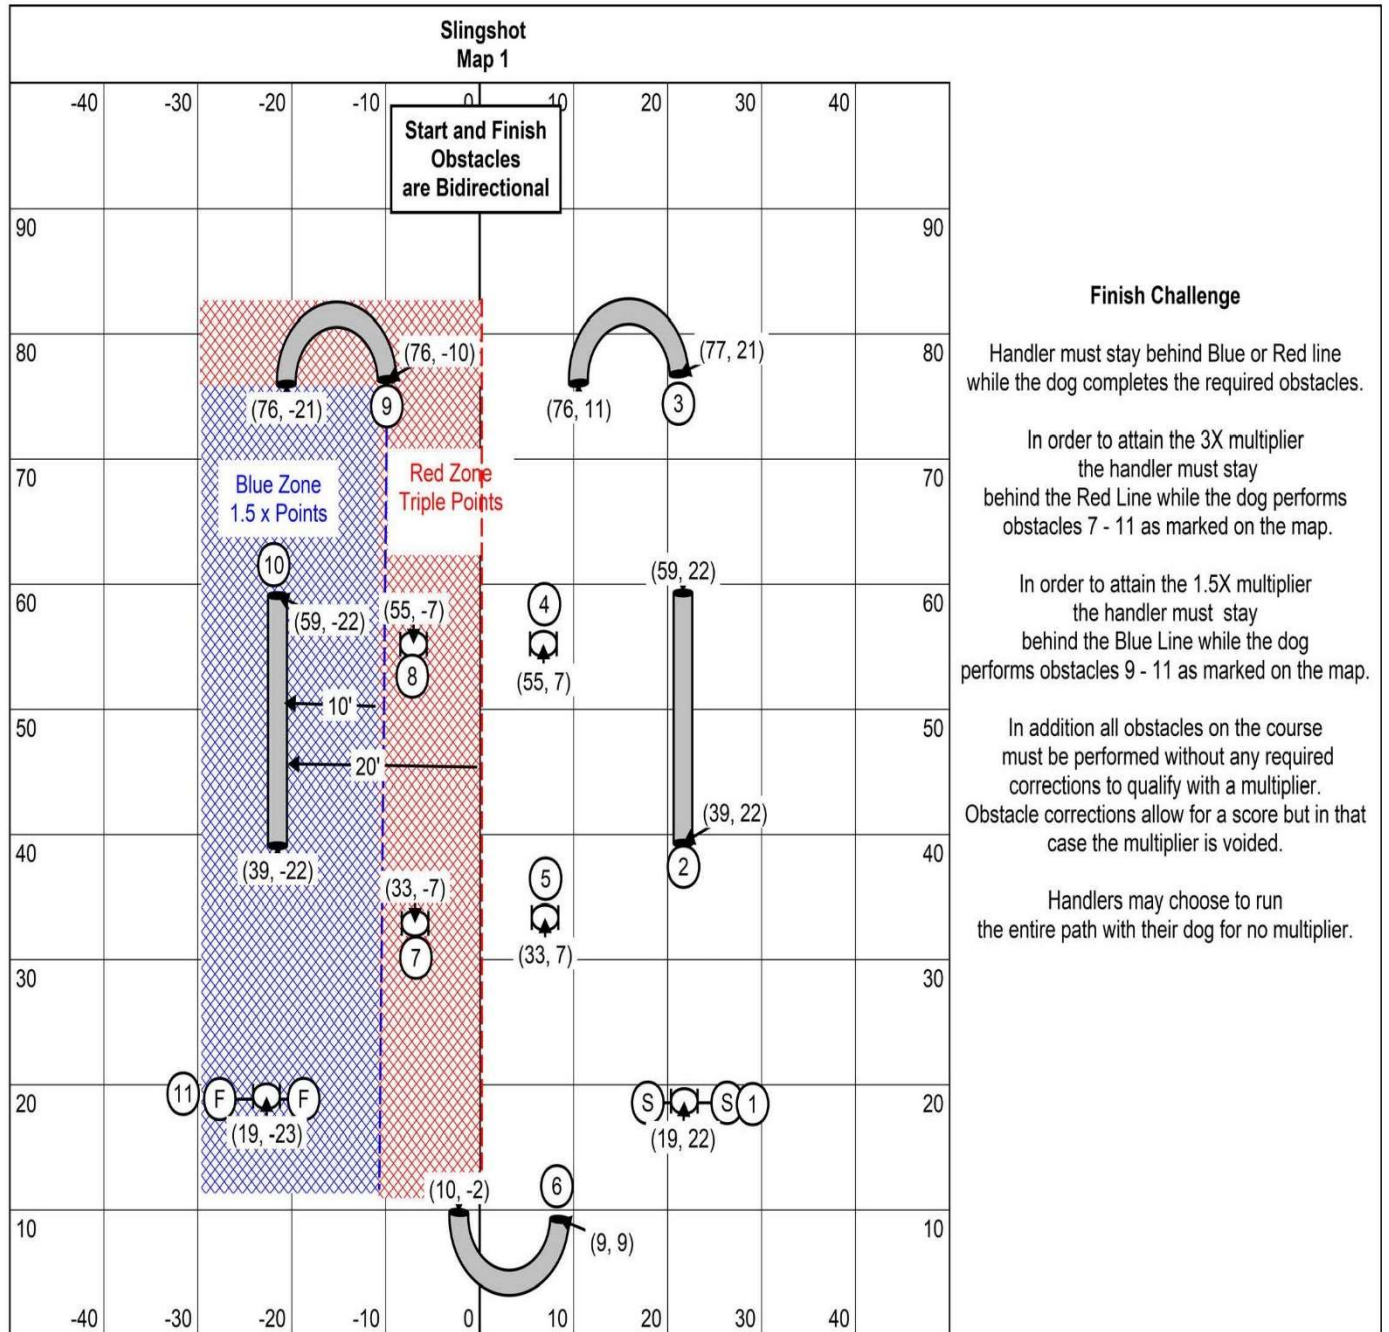 Slingshot
Map 1
-40 -30 -20 -10 0 10 20 30 40
Start and Finish
Obstacles
are Bidirectional
90 90
80 80
(76, -10)
(77, 21)
(76, -21)
9
(76, 11)
3
70 70
Blue Zone
1.5 x Points
Red Zone
Triple Points
10
(59, 22)
60 60
(59, -22)
(55, -7)
4
8
(55, 7)
10'
50 50
20'
(39, 22)
40 40
(39, -22)
2
(33, -7)
5
7
(33, 7)
30 30
11 F F
S S 1
20 20
(19, -23)
(19, 22)
(10, -2)
6
10 10
(9, 9)
-40 -30 -20 -10 0 10 20 30 40
Finish Challenge
Handler must stay behind Blue or Red line
while the dog completes the required obstacles.
In order to attain the 3X multiplier
the handler must stay
behind the Red Line while the dog performs
obstacles 7 - 11 as marked on the map.
In order to attain the 1.5X multiplier
the handler must stay
behind the Blue Line while the dog
performs obstacles 9 - 11 as marked on the map.
In addition all obstacles on the course
must be performed without any required
corrections to qualify with a multiplier.
Obstacle corrections allow for a score but in that
case the multiplier is voided.
Handlers may choose to run
the entire path with their dog for no multiplier.